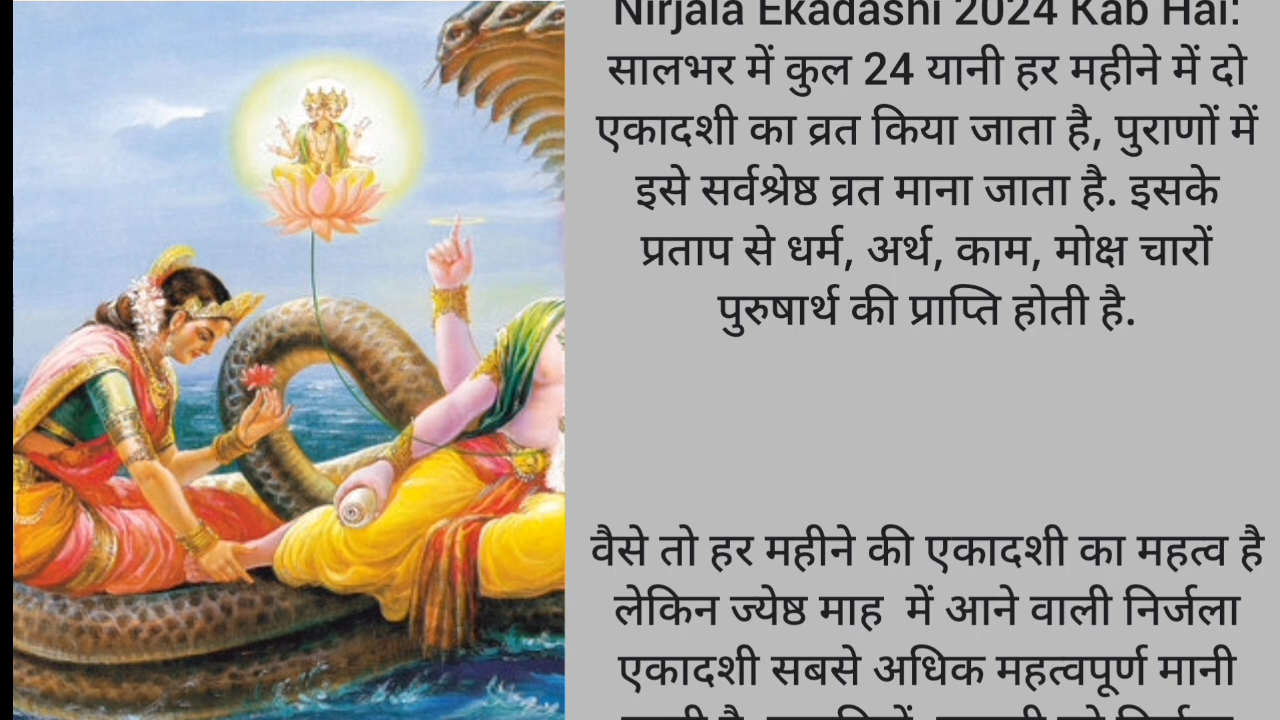 Nirjala Ekadashi 2024 Kab Hai:
सालभर में कुल 24 यानी हर महीने में दो
एकादशी का व्रत किया जाता है, पुराणों में
इसे सर्वश्रेष्ठ व्रत माना जाता है. इसके
प्रताप से धर्म, अर्थ, काम, मोक्ष चारों
पुरुषार्थ की प्राप्ति होती है.
वैसे तो हर महीने की एकादशी का महत्व है
लेकिन ज्येष्ठ माह में आने वाली निर्जला
एकादशी सबसे अधिक महत्वपूर्ण मानी